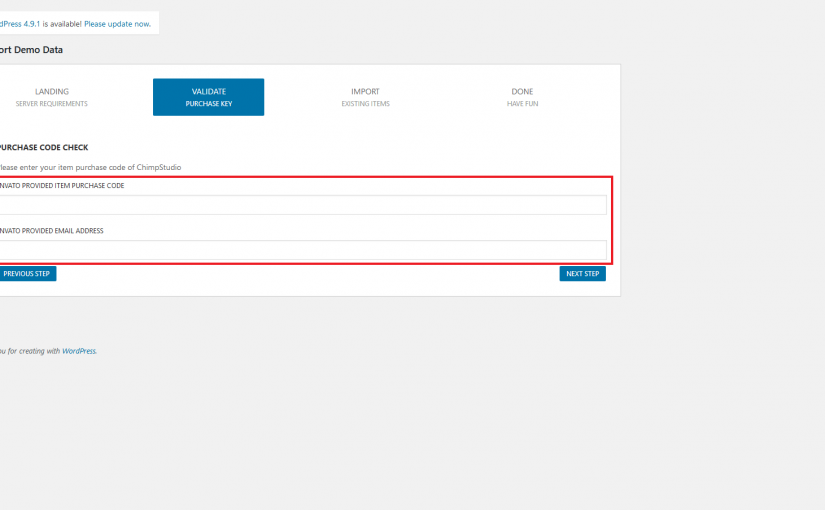 dPress 4.9.1 is available! Please update now.
ort Demo Data
LANDING
SERVER REQUIREMENTS
VALIDATE
PURCHASE KEY
IMPORT
EXISTING ITEMS
DONE
HAVE FUN
PURCHASE CODE CHECK
lease enter your item purchase code of ChimpStudio
NVATO PROVIDED ITEM PURCHASE CODE
NVATO PROVIDED EMAIL ADDRESS
PREVIOUS STEP
NEXT STEP
ou for creating with WordPress.